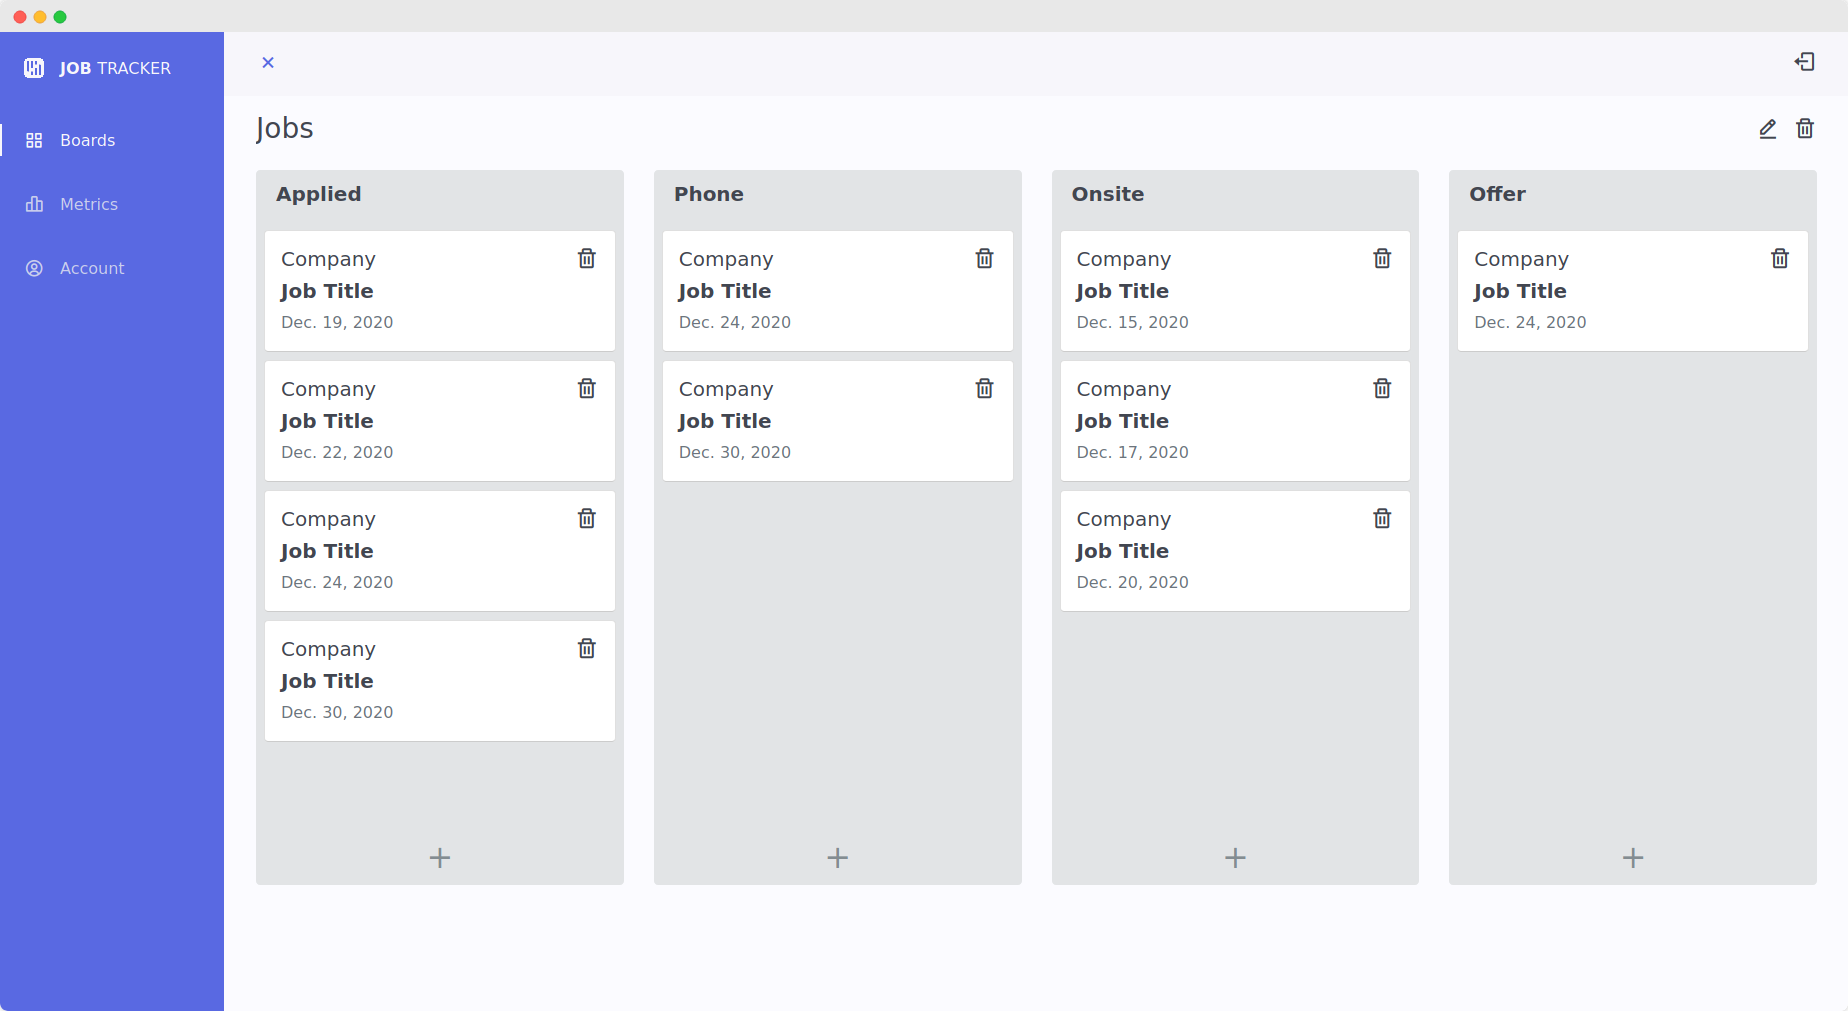 JOB TRACKER
Boards
Metrics
Account
Jobs
Applied
Company
Job Title
Dec. 19, 2020
Company
Job Title
Dec. 22, 2020
Company
Job Title
Dec. 24, 2020
Company
Job Title
Dec. 30, 2020
Phone
Company
Job Title
Dec. 24, 2020
Company
Job Title
Dec. 30, 2020
Onsite
Company
Job Title
Dec. 15, 2020
Company
Job Title
Dec. 17, 2020
Company
Job Title
Dec. 20, 2020
Offer
Company
Job Title
Dec. 24, 2020